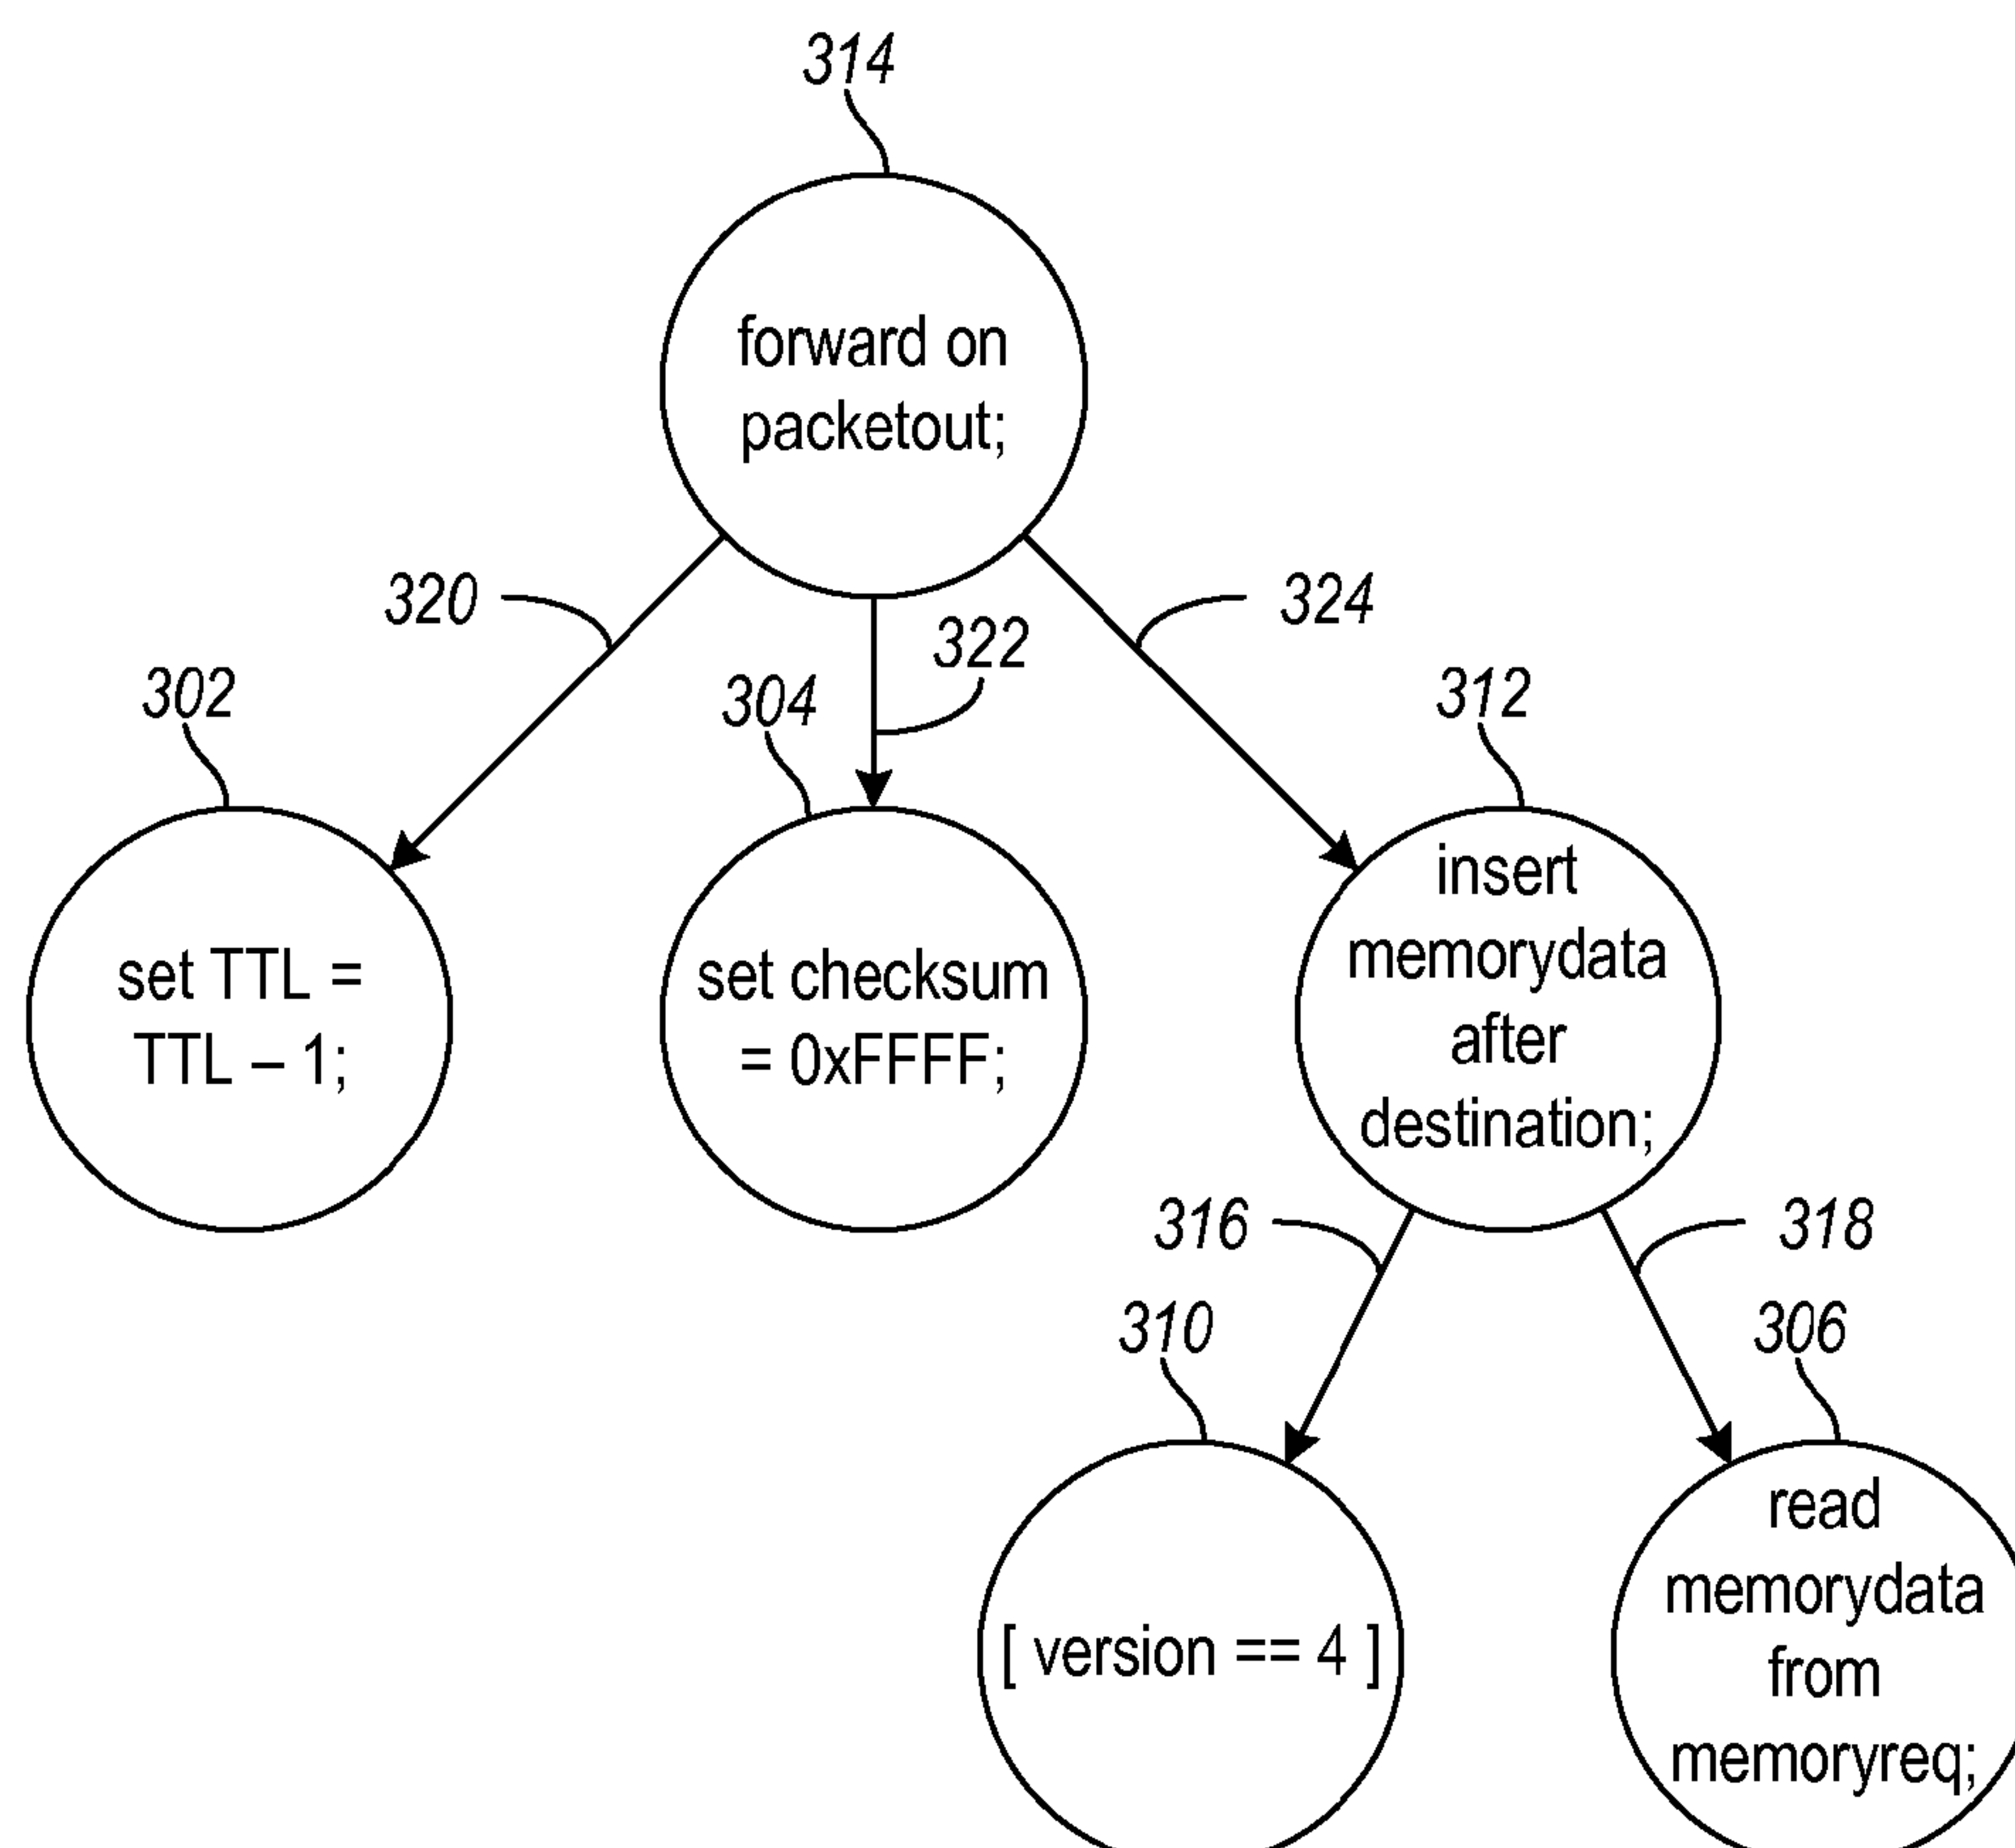 314
forward on
packetout;
320
322
324
302
304
312
set TTL =
TTL – 1;
set checksum
= 0xFFFF;
insert
memorydata
after
destination;
316
318
310
306
[ version == 4 ]
read
memorydata
from
memoryreq;